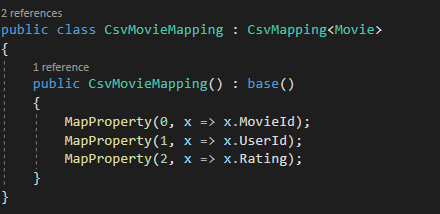 2 references
public class CsvMovieMapping : CsvMapping<Movie>
{
1 reference
public CsvMovieMapping() : base()
{
MapProperty(0, x => x.MovieId);
MapProperty(1, x => x.UserId);
MapProperty(2, x => x.Rating);
}
}